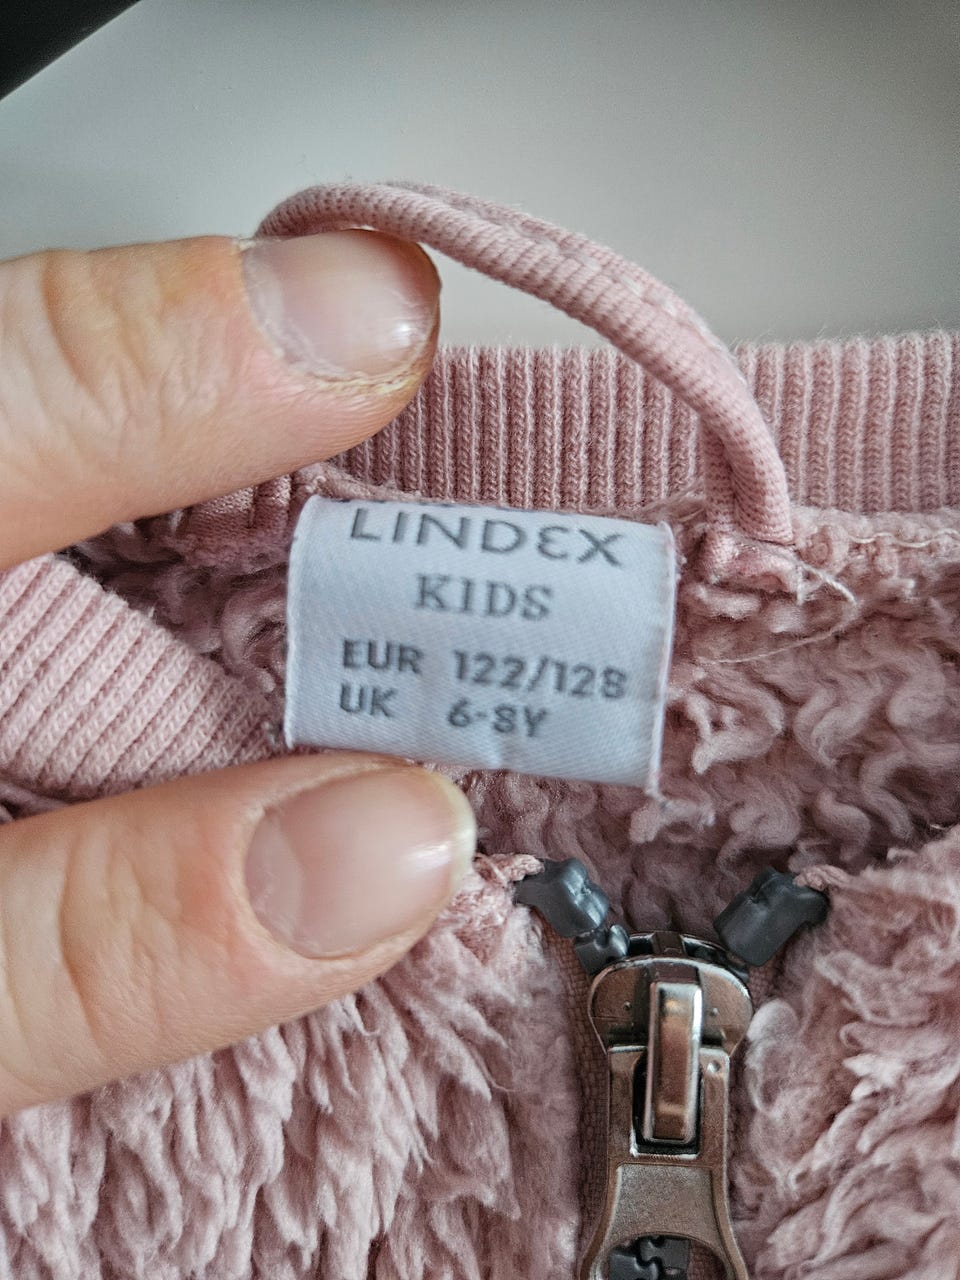 LINDEX
KIDS
EUR 122/128
UK 6-8Y